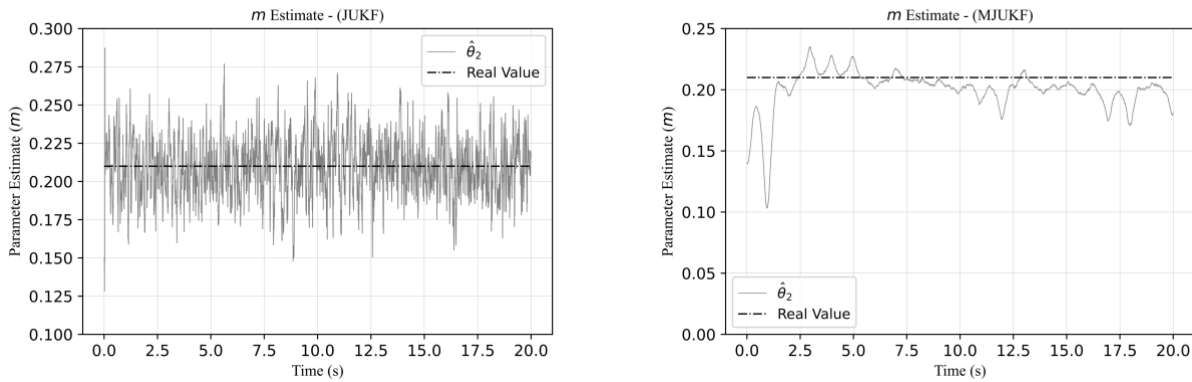 m Estimate - (JUKF)
0.300
0.275
0.250
0.225
0.200
0.175
0.150
0.125
0.100
Parameter Estimate (m)
θ̂₂
Real Value
0.0 2.5 5.0 7.5 10.0 12.5 15.0 17.5 20.0
Time (s)
m Estimate - (MJUKF)
0.25
0.20
0.15
0.10
0.05
0.00
Parameter Estimate (m)
θ̂₂
Real Value
0.0 2.5 5.0 7.5 10.0 12.5 15.0 17.5 20.0
Time (s)